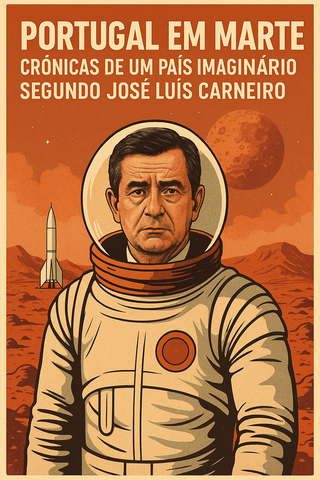 PORTUGAL EM MARTE
CRÓNICAS DE UM PAÍS IMAGINÁRIO
SEGUNDO JOSÉ LUÍS CARNEIRO